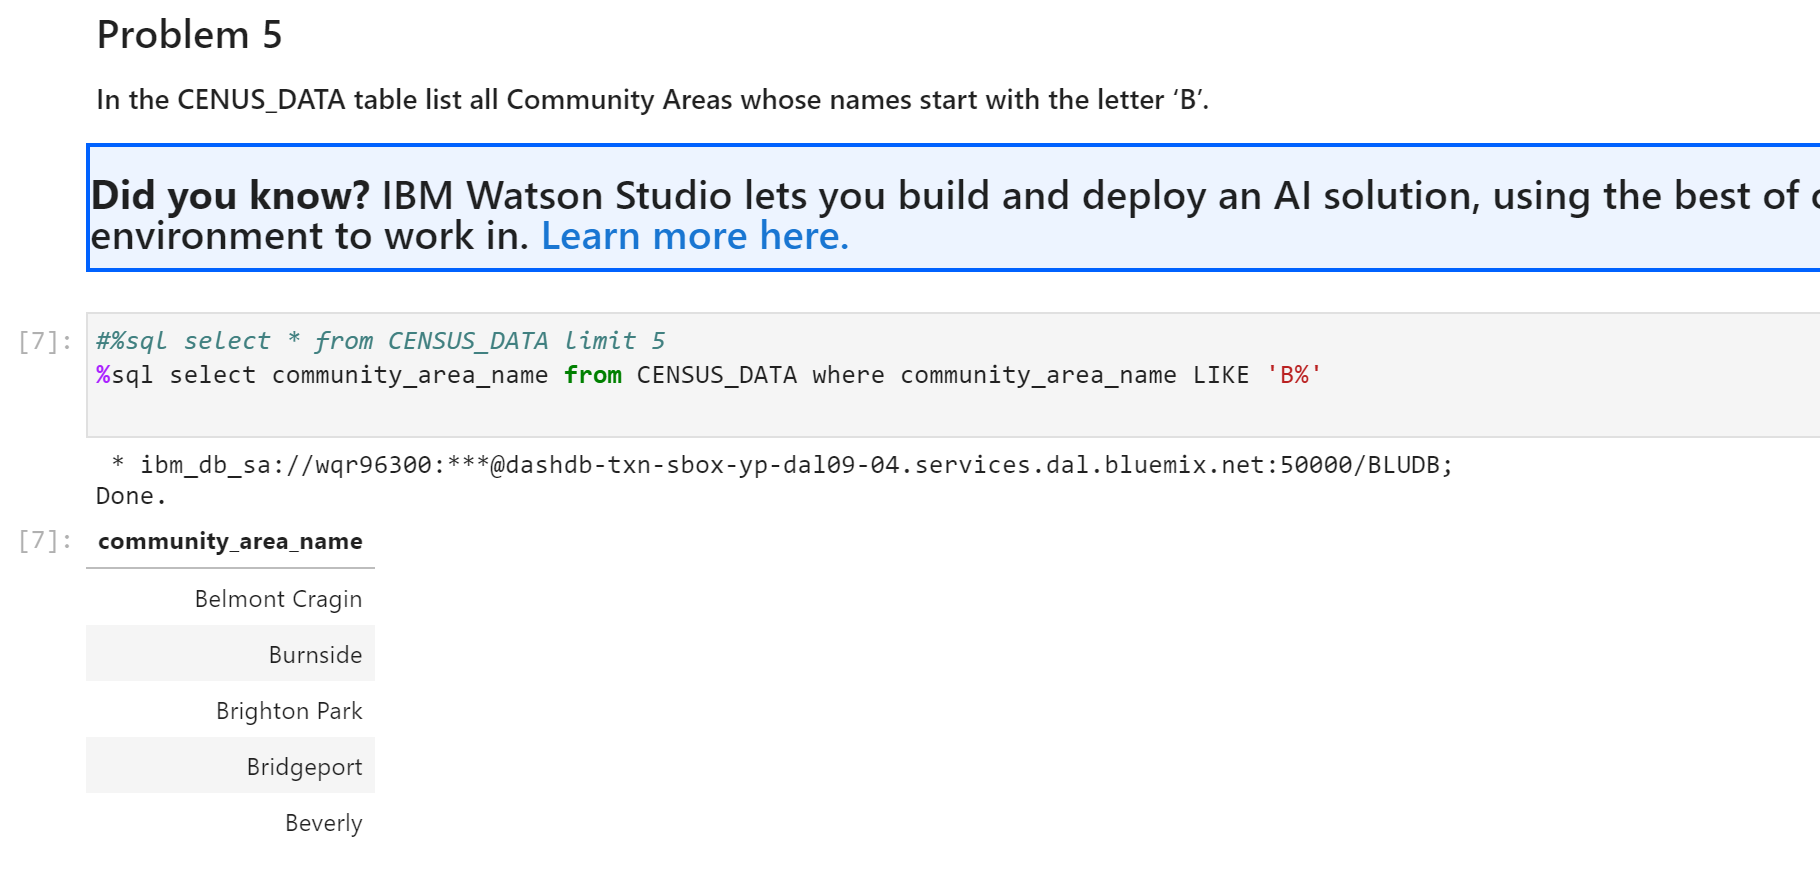 Problem 5
In the CENUS_DATA table list all Community Areas whose names start with the letter ‘B’.
Did you know? IBM Watson Studio lets you build and deploy an AI solution, using the best of
environment to work in. Learn more here.
[7]: #%sql select * from CENSUS_DATA limit 5
%sql select community_area_name from CENSUS_DATA where community_area_name LIKE 'B%'
* ibm_db_sa://wqr96300:***@dashdb-txn-sbox-yp-dal09-04.services.dal.bluemix.net:50000/BLUDB;
Done.
[7]: community_area_name
Belmont Cragin
Burnside
Brighton Park
Bridgeport
Beverly